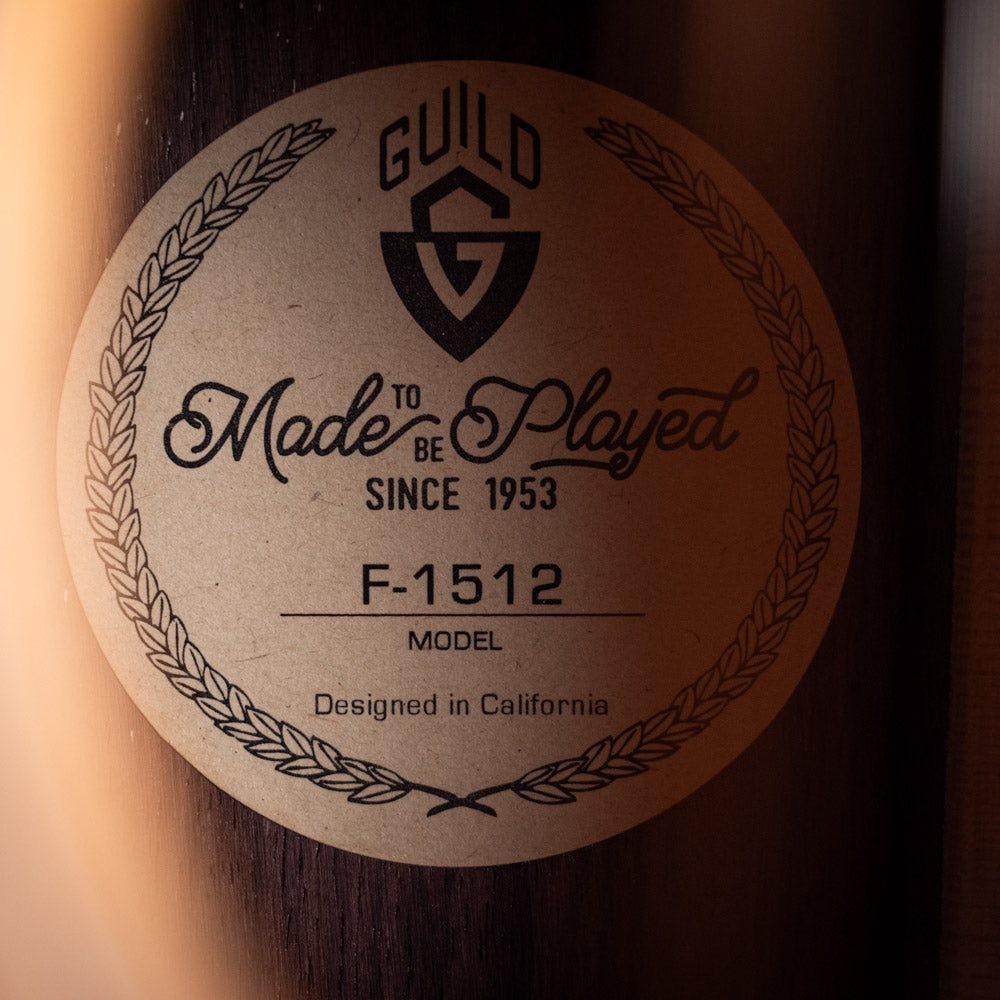 GUILD
G
Made TO BE Played
SINCE 1953
F-1512
MODEL
Designed in California